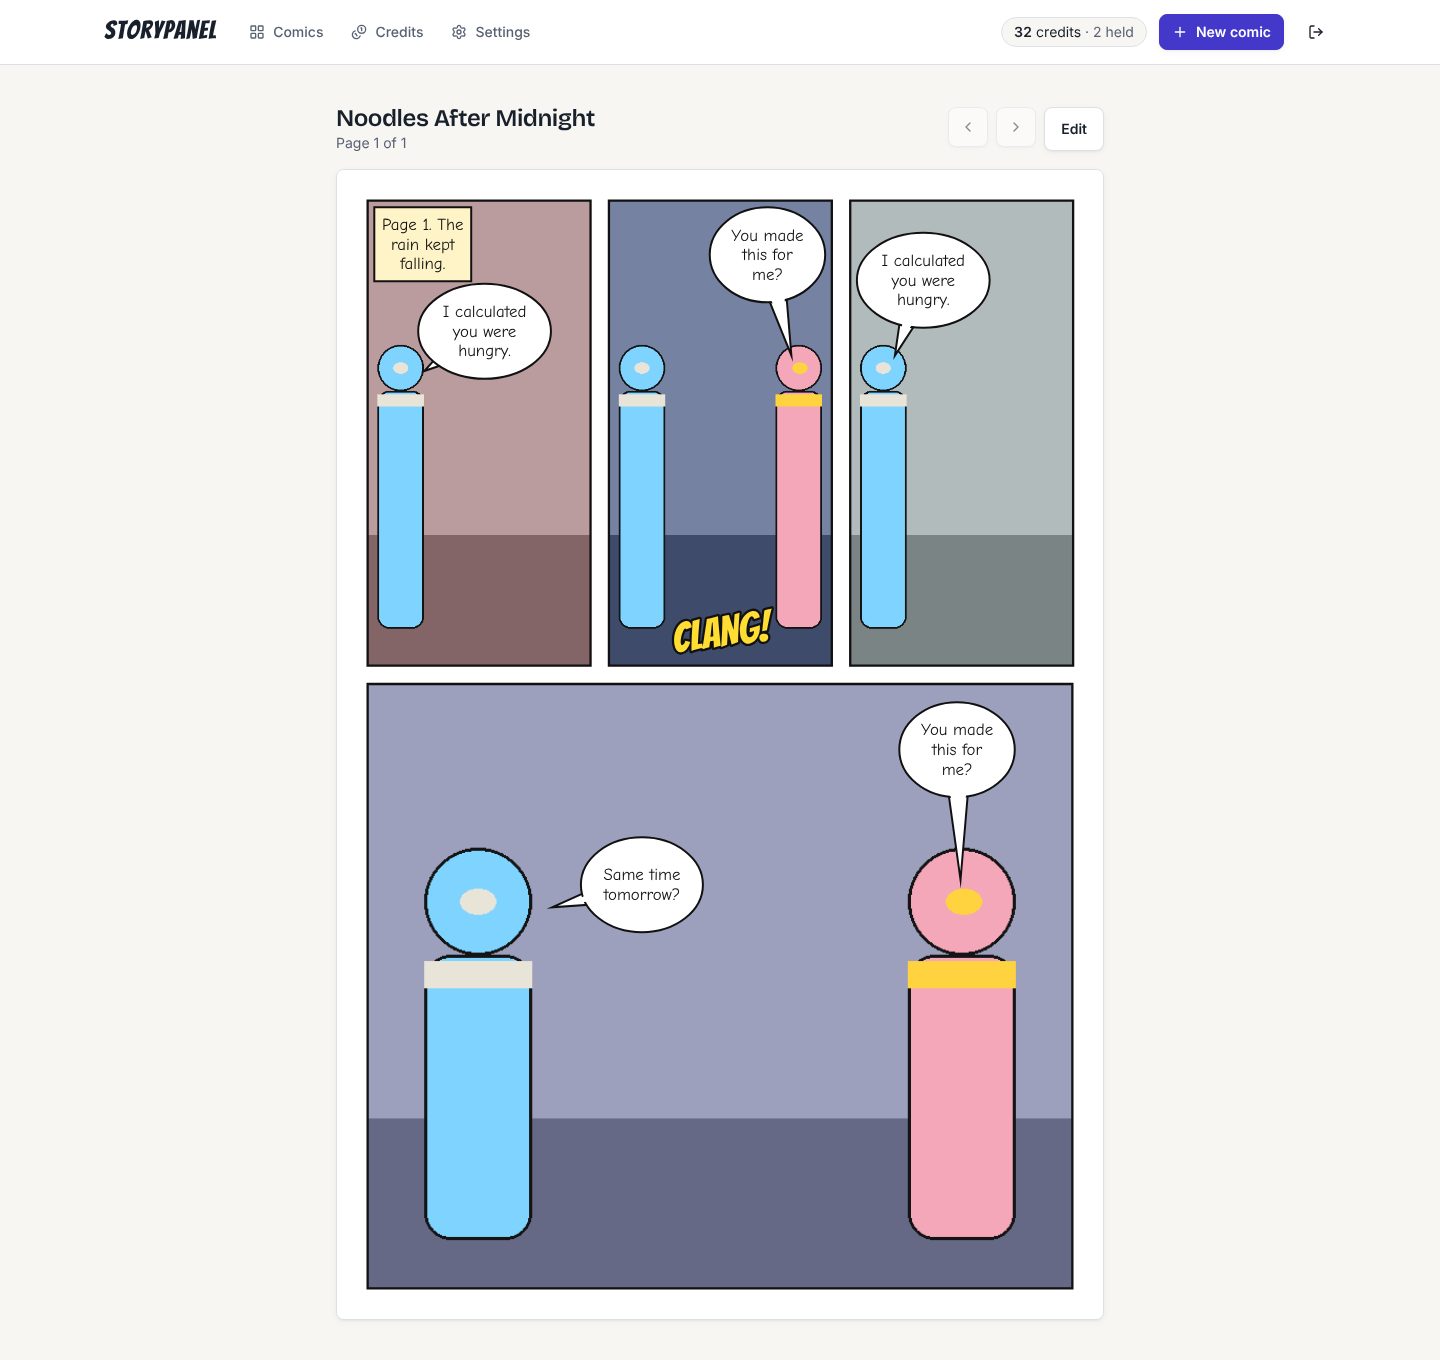 STORYPANEL
Comics
Credits
Settings
32 credits · 2 held
New comic
Noodles After Midnight
Page 1 of 1
Edit
Page 1. The
rain kept
falling.
I calculated
you were
hungry.
You made
this for
me?
CLANG!
I calculated
you were
hungry.
You made
this for
me?
Same time
tomorrow?